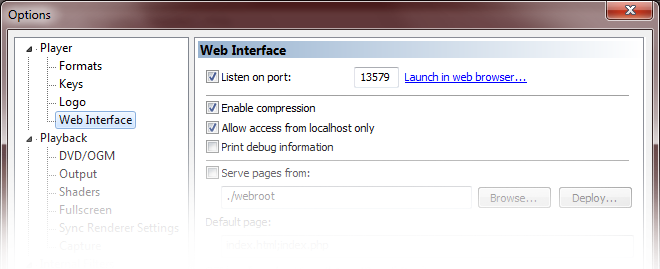 Options
Player
Formats
Keys
Logo
Web Interface
Playback
DVD/OGM
Output
Shaders
Fullscreen
Sync Renderer Settings
Capture
Web Interface
Listen on port: 13579 Launch in web browser...
Enable compression
Allow access from localhost only
Print debug information
Serve pages from:
./webroot Browse... Deploy...
Default page: